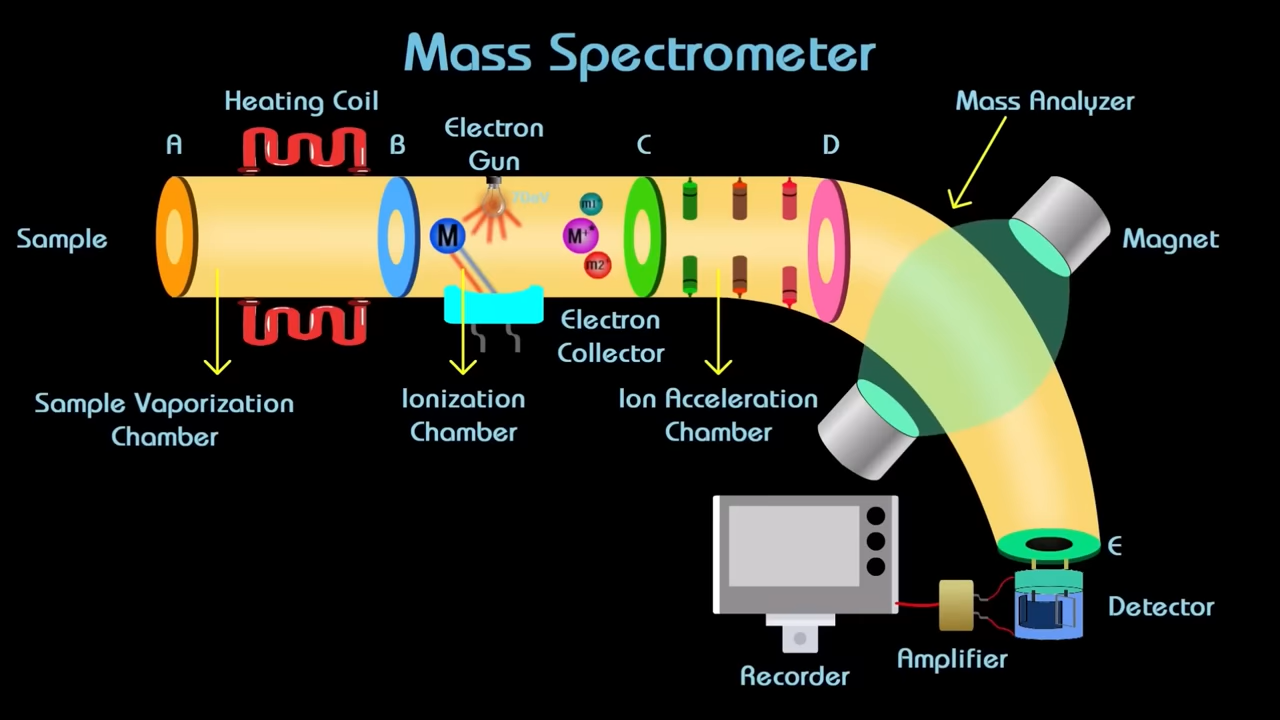 Mass Spectrometer
Heating Coil
Mass Analyzer
Electron
Gun
A
B
C
D
70eV
m1⁺
M
M⁺*
m2⁺
Sample
Magnet
Electron
Collector
Sample Vaporization
Chamber
Ionization
Chamber
Ion Acceleration
Chamber
E
Detector
Amplifier
Recorder